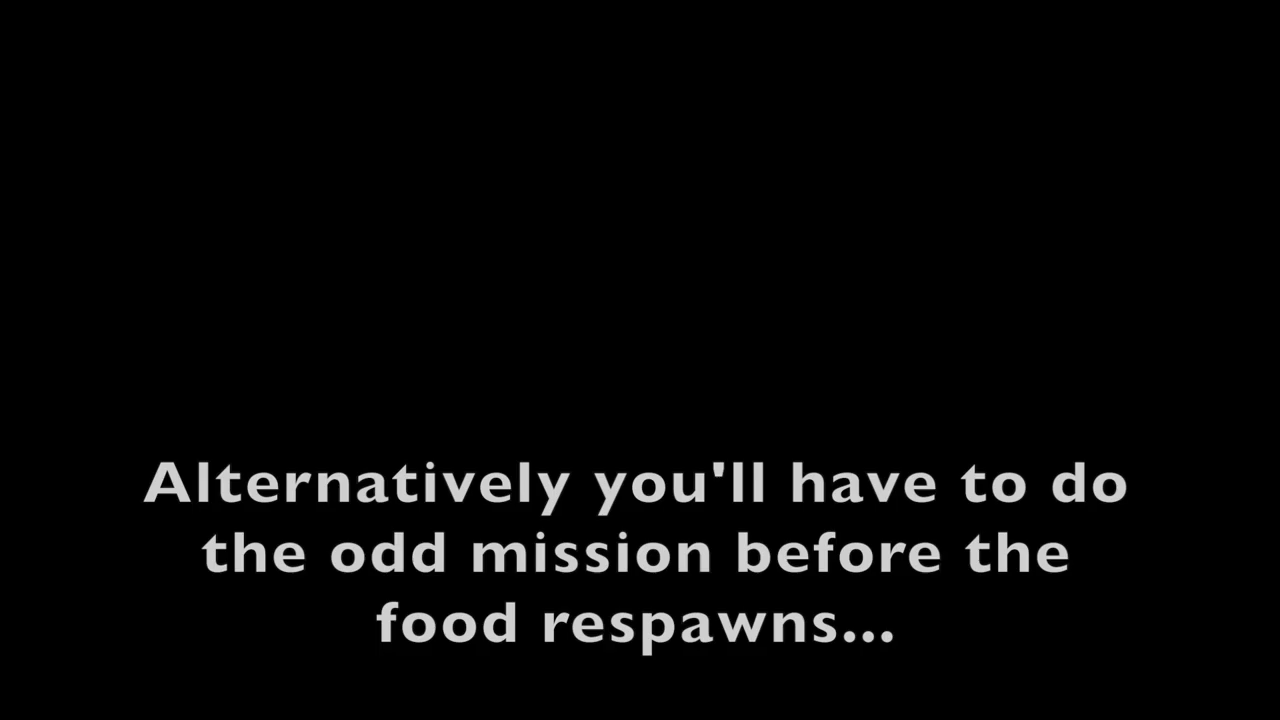 Alternatively you'll have to do
the odd mission before the
food respawns...